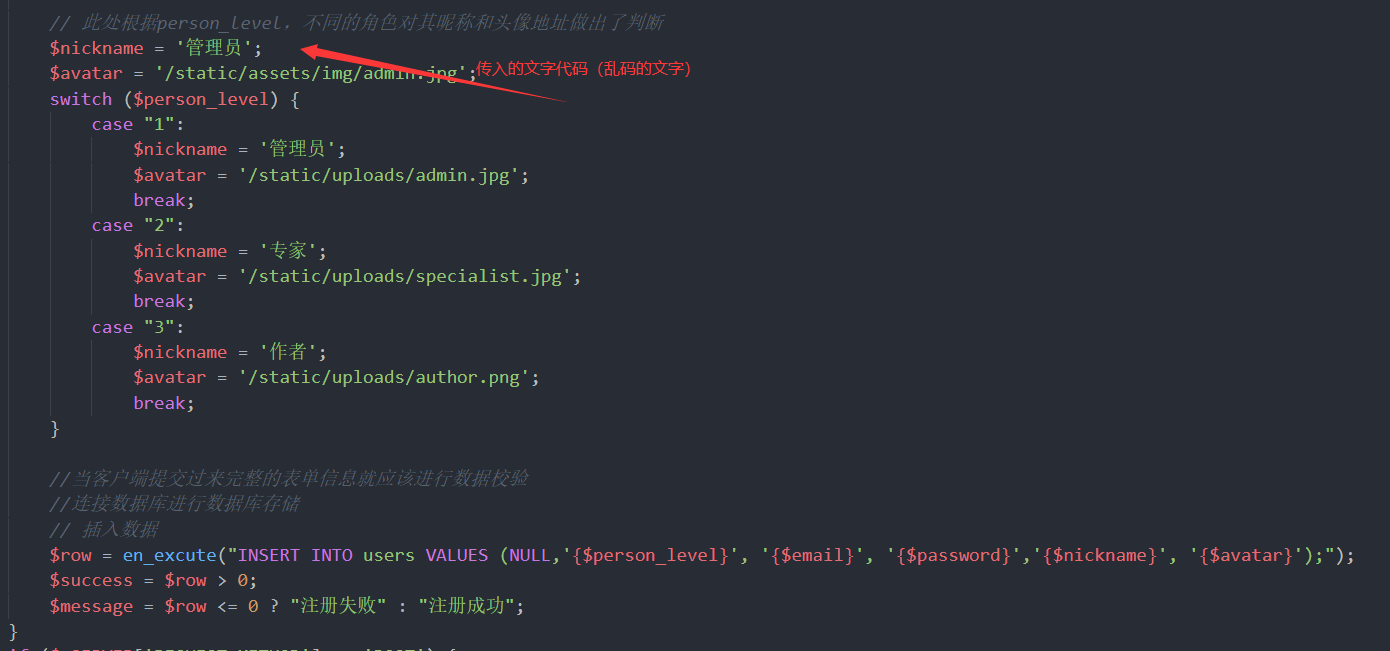 // 此处根据person_level，不同的角色对其昵称和头像地址做出了判断
$nickname = '管理员';
$avatar = '/static/assets/img/admin.jpg';
传入的文字代码（乱码的文字）
switch ($person_level) {
case "1":
$nickname = '管理员';
$avatar = '/static/uploads/admin.jpg';
break;
case "2":
$nickname = '专家';
$avatar = '/static/uploads/specialist.jpg';
break;
case "3":
$nickname = '作者';
$avatar = '/static/uploads/author.png';
break;
}
//当客户端提交过来完整的表单信息就应该进行数据校验
//连接数据库进行数据库存储
// 插入数据
$row = en_excute("INSERT INTO users VALUES (NULL,'{$person_level}', '{$email}', '{$password}','{$nickname}', '{$avatar}');");
$success = $row > 0;
$message = $row <= 0 ? "注册失败" : "注册成功";
}